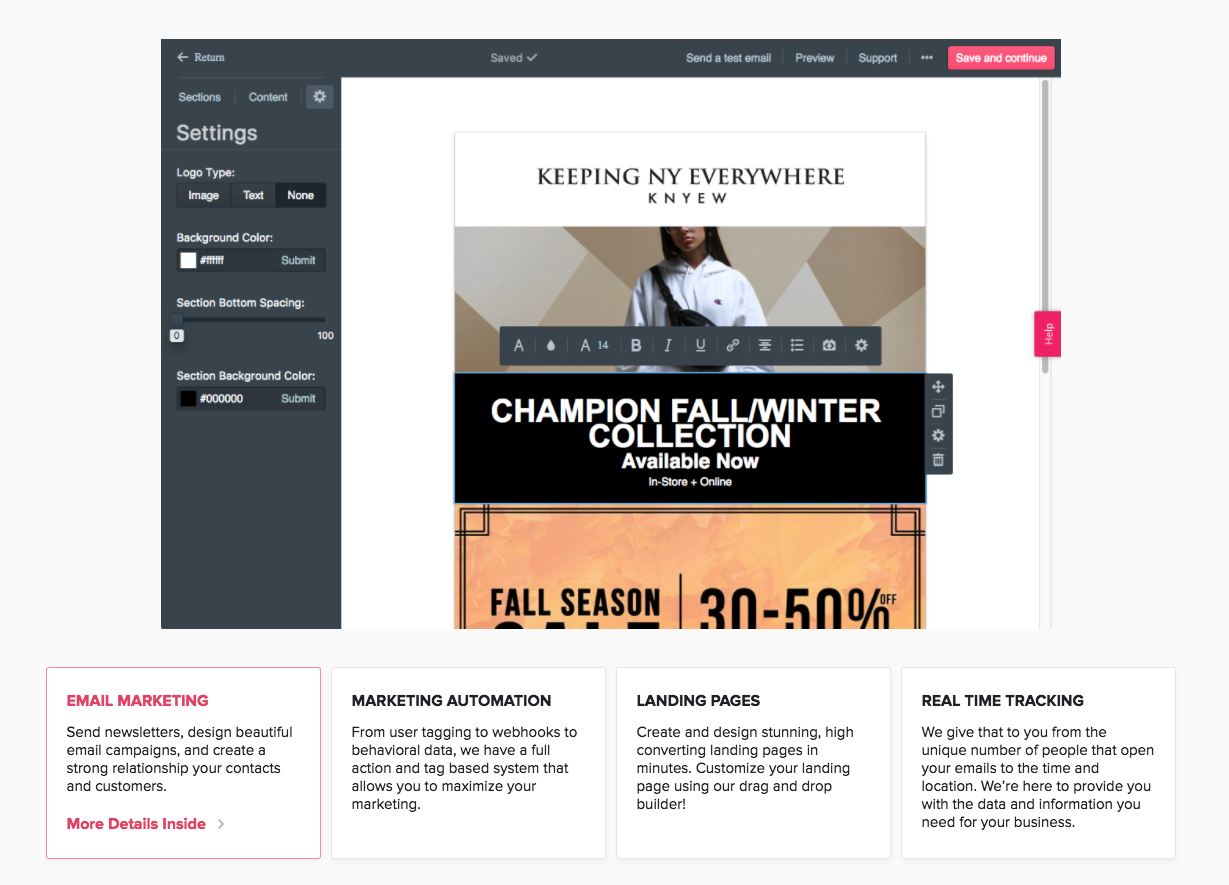 Return
Saved
Send a test email
Preview
Support
Save and continue
Sections
Content
Settings
Logo Type:
Image
Text
None
Background Color:
#ffffff
Submit
Section Bottom Spacing:
0
100
Section Background Color:
#000000
Submit
KEEPING NY EVERYWHERE
KNYEW
A
A 14
B
I
U
Help
CHAMPION FALL/WINTER
COLLECTION
Available Now
In-Store + Online
FALL SEASON
SALE
30-50% OFF
EMAIL MARKETING
Send newsletters, design beautiful
email campaigns, and create a
strong relationship your contacts
and customers.
More Details Inside
MARKETING AUTOMATION
From user tagging to webhooks to
behavioral data, we have a full
action and tag based system that
allows you to maximize your
marketing.
LANDING PAGES
Create and design stunning, high
converting landing pages in
minutes. Customize your landing
page using our drag and drop
builder!
REAL TIME TRACKING
We give that to you from the
unique number of people that open
your emails to the time and
location. We're here to provide you
with the data and information you
need for your business.